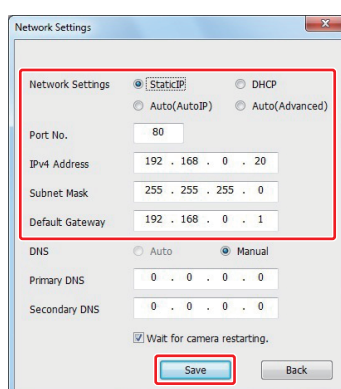 Network Settings
Network Settings StaticIP DHCP
Auto(AutoIP) Auto(Advanced)
Port No. 80
IPv4 Address 192 . 168 . 0 . 20
Subnet Mask 255 . 255 . 255 . 0
Default Gateway 192 . 168 . 0 . 1
DNS Auto Manual
Primary DNS 0 . 0 . 0 . 0
Secondary DNS 0 . 0 . 0 . 0
Wait for camera restarting.
Save Back